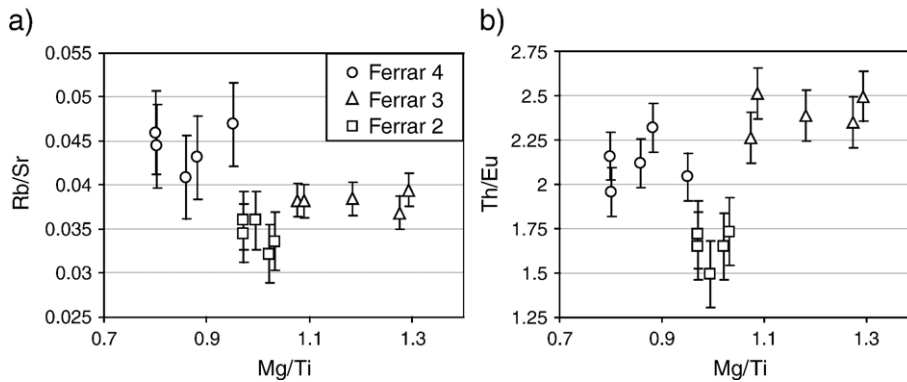 a)
0.055
0.05
0.045
0.04
0.035
0.03
0.025
Rb/Sr
0.7 0.9 1.1 1.3
Mg/Ti
Ferrar 4
Ferrar 3
Ferrar 2
b)
2.75
2.5
2.25
2
1.75
1.5
1.25
Th/Eu
0.7 0.9 1.1 1.3
Mg/Ti